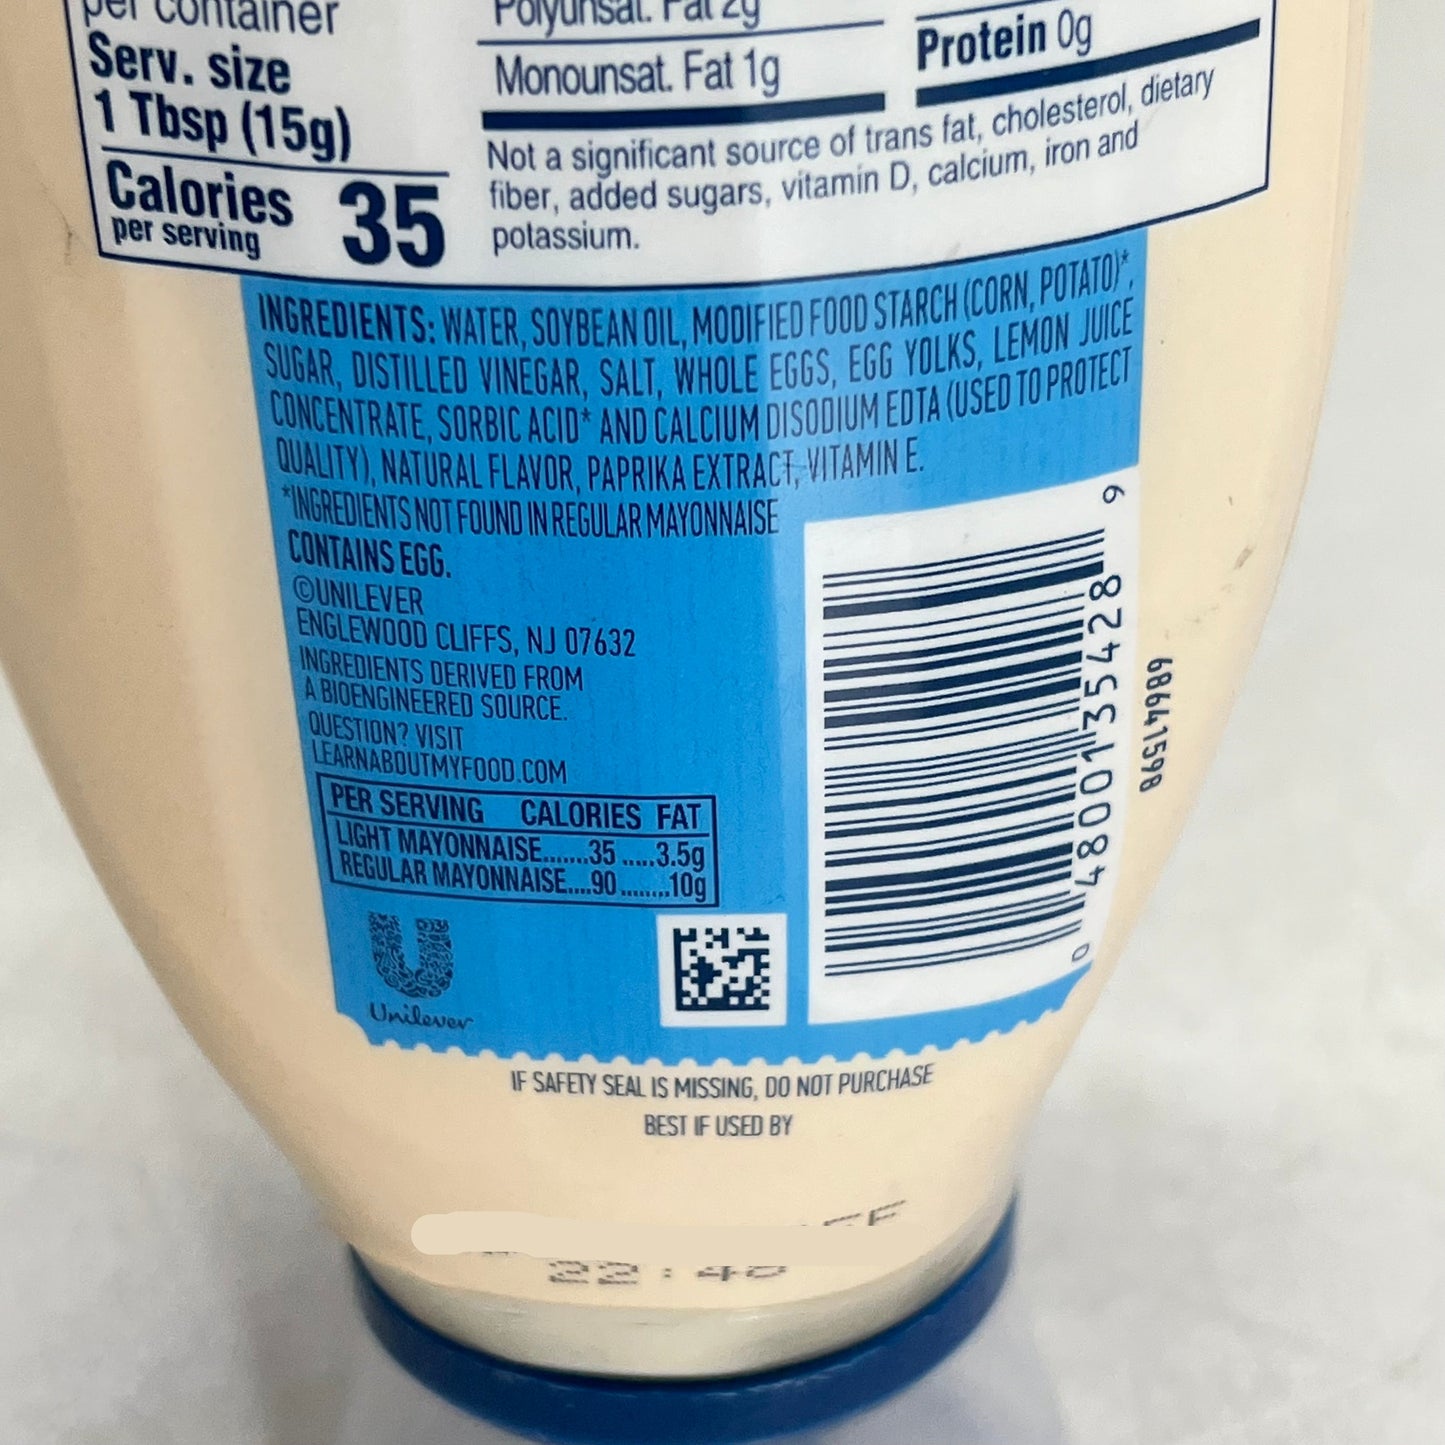 per container
Serv. size
1 Tbsp (15g)
Calories 35
per serving
Polyunsat. Fat 2g
Monounsat. Fat 1g
Protein 0g
Not a significant source of trans fat, cholesterol, dietary
fiber, added sugars, vitamin D, calcium, iron and
potassium.
INGREDIENTS: WATER, SOYBEAN OIL, MODIFIED FOOD STARCH (CORN, POTATO)*,
SUGAR, DISTILLED VINEGAR, SALT, WHOLE EGGS, EGG YOLKS, LEMON JUICE
CONCENTRATE, SORBIC ACID* AND CALCIUM DISODIUM EDTA (USED TO PROTECT
QUALITY), NATURAL FLAVOR, PAPRIKA EXTRACT, VITAMIN E.
*INGREDIENTS NOT FOUND IN REGULAR MAYONNAISE
CONTAINS EGG.
©UNILEVER
ENGLEWOOD CLIFFS, NJ 07632
INGREDIENTS DERIVED FROM
A BIOENGINEERED SOURCE.
QUESTION? VISIT
LEARNABOUTMYFOOD.COM
PER SERVING CALORIES FAT
LIGHT MAYONNAISE.......35 .....3.5g
REGULAR MAYONNAISE....90 ........10g
Unilever
0 48001 35428 9
68641598
IF SAFETY SEAL IS MISSING, DO NOT PURCHASE
BEST IF USED BY